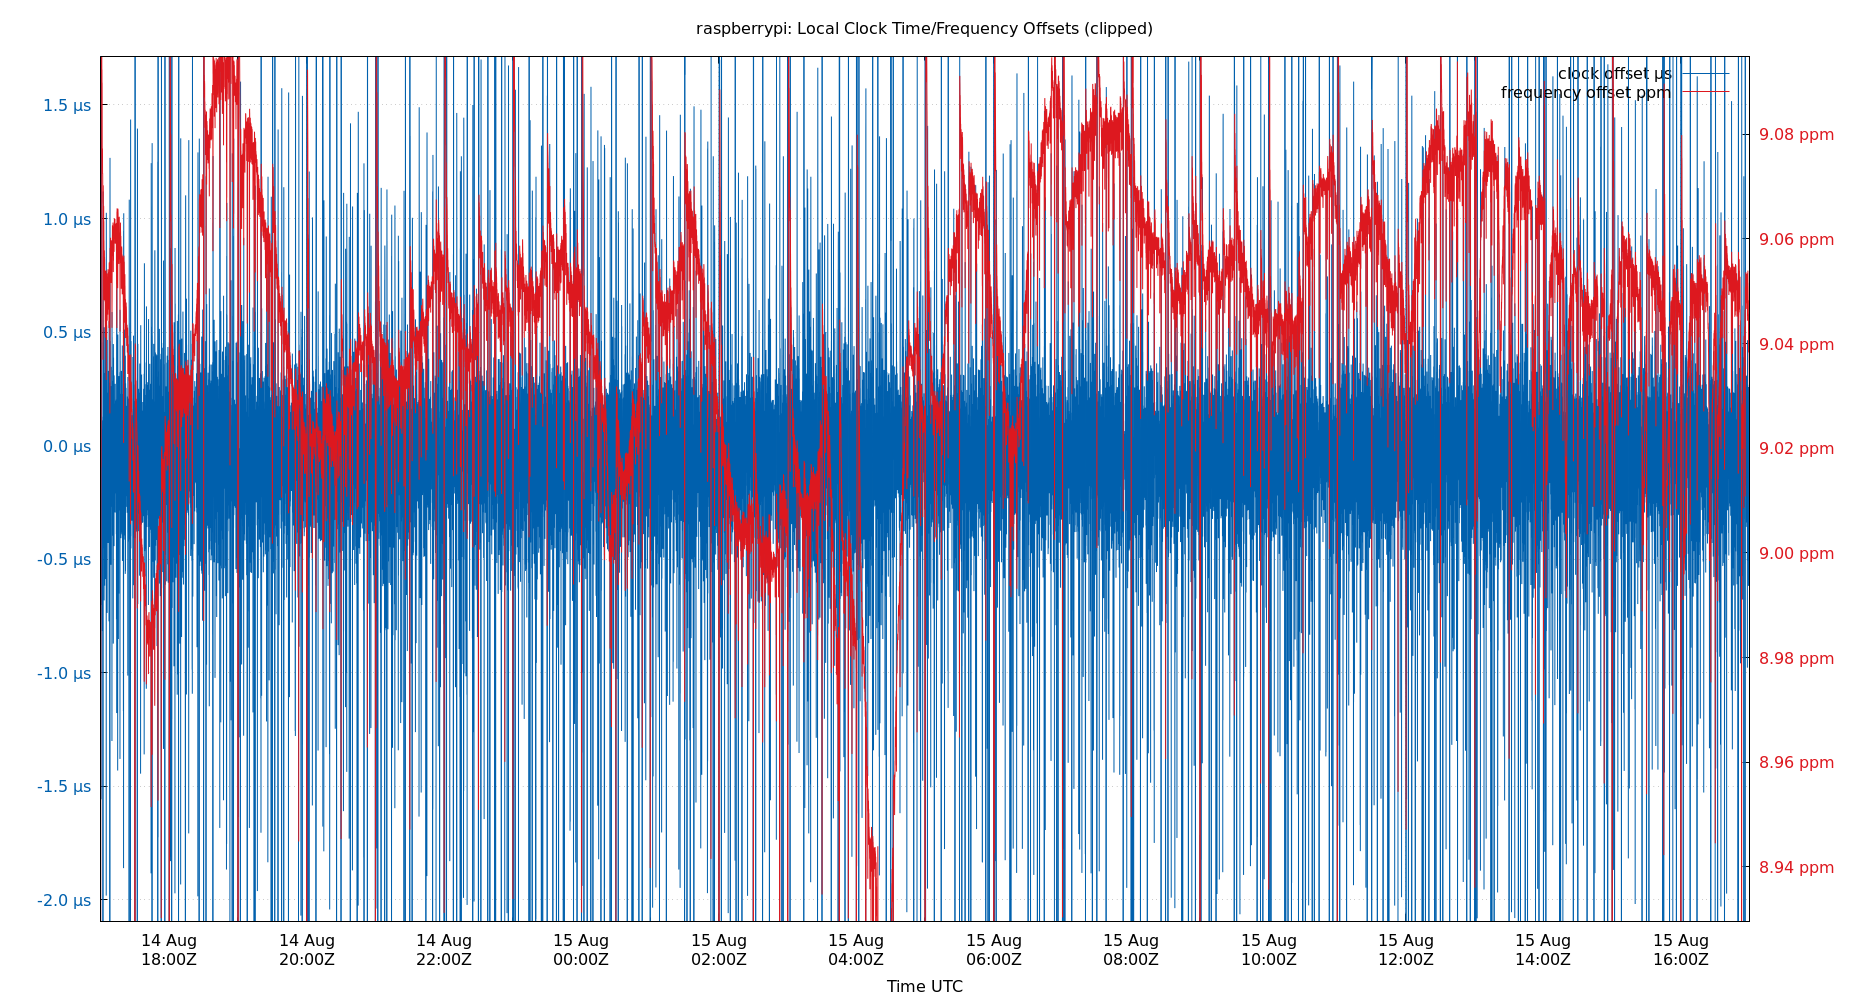 raspberrypi: Local Clock Time/Frequency Offsets (clipped)
clock offset µs
frequency offset ppm
1.5 µs
1.0 µs
0.5 µs
0.0 µs
-0.5 µs
-1.0 µs
-1.5 µs
-2.0 µs
9.08 ppm
9.06 ppm
9.04 ppm
9.02 ppm
9.00 ppm
8.98 ppm
8.96 ppm
8.94 ppm
14 Aug 14 Aug 14 Aug 15 Aug 15 Aug 15 Aug 15 Aug 15 Aug 15 Aug 15 Aug 15 Aug 15 Aug
18:00Z 20:00Z 22:00Z 00:00Z 02:00Z 04:00Z 06:00Z 08:00Z 10:00Z 12:00Z 14:00Z 16:00Z
Time UTC